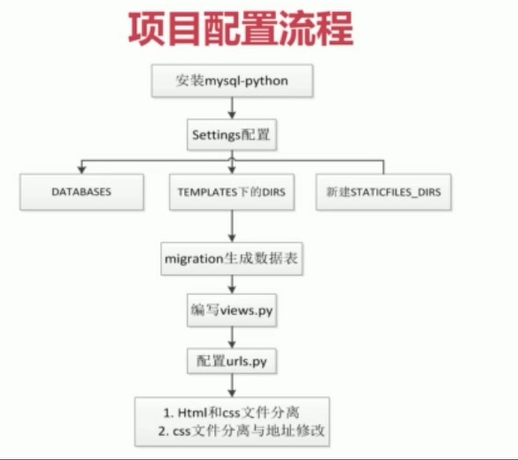 项目配置流程
安装mysql-python
Settings配置
DATABASES
TEMPLATES下的DIRS
新建STATICFILES_DIRS
migration生成数据表
编写views.py
配置urls.py
1. Html和css文件分离
2. css文件分离与地址修改